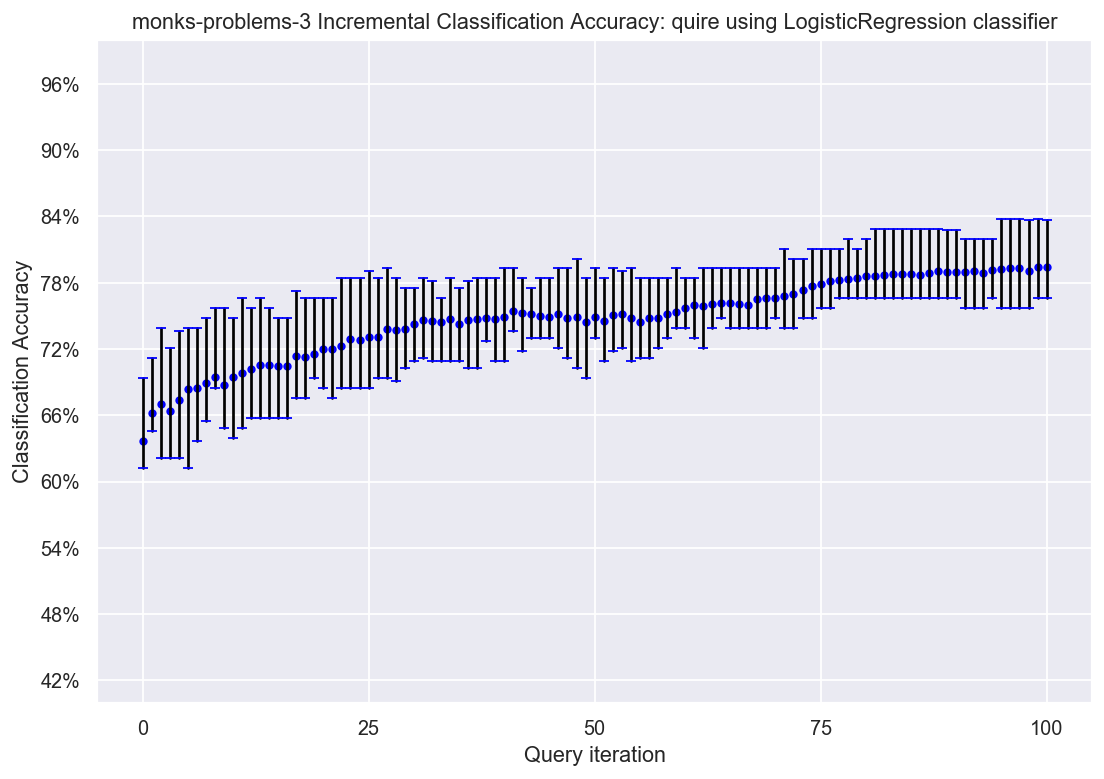 monks-problems-3 Incremental Classification Accuracy: quire using LogisticRegression classifier
96%
90%
84%
78%
72%
66%
60%
54%
48%
42%
Classification Accuracy
0 25 50 75 100
Query iteration